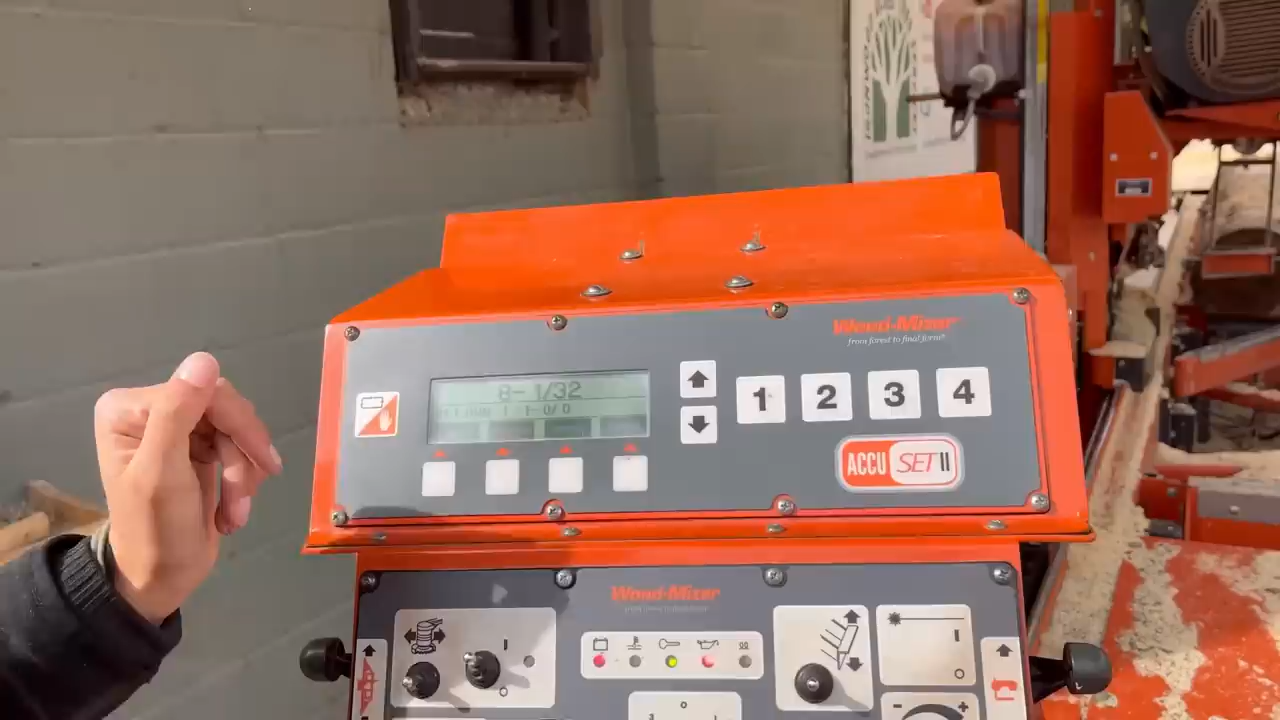 Wood-Mizer
from forest to final form
8- 1/32
1 2 3 4
ACCU SET II
Wood-Mizer